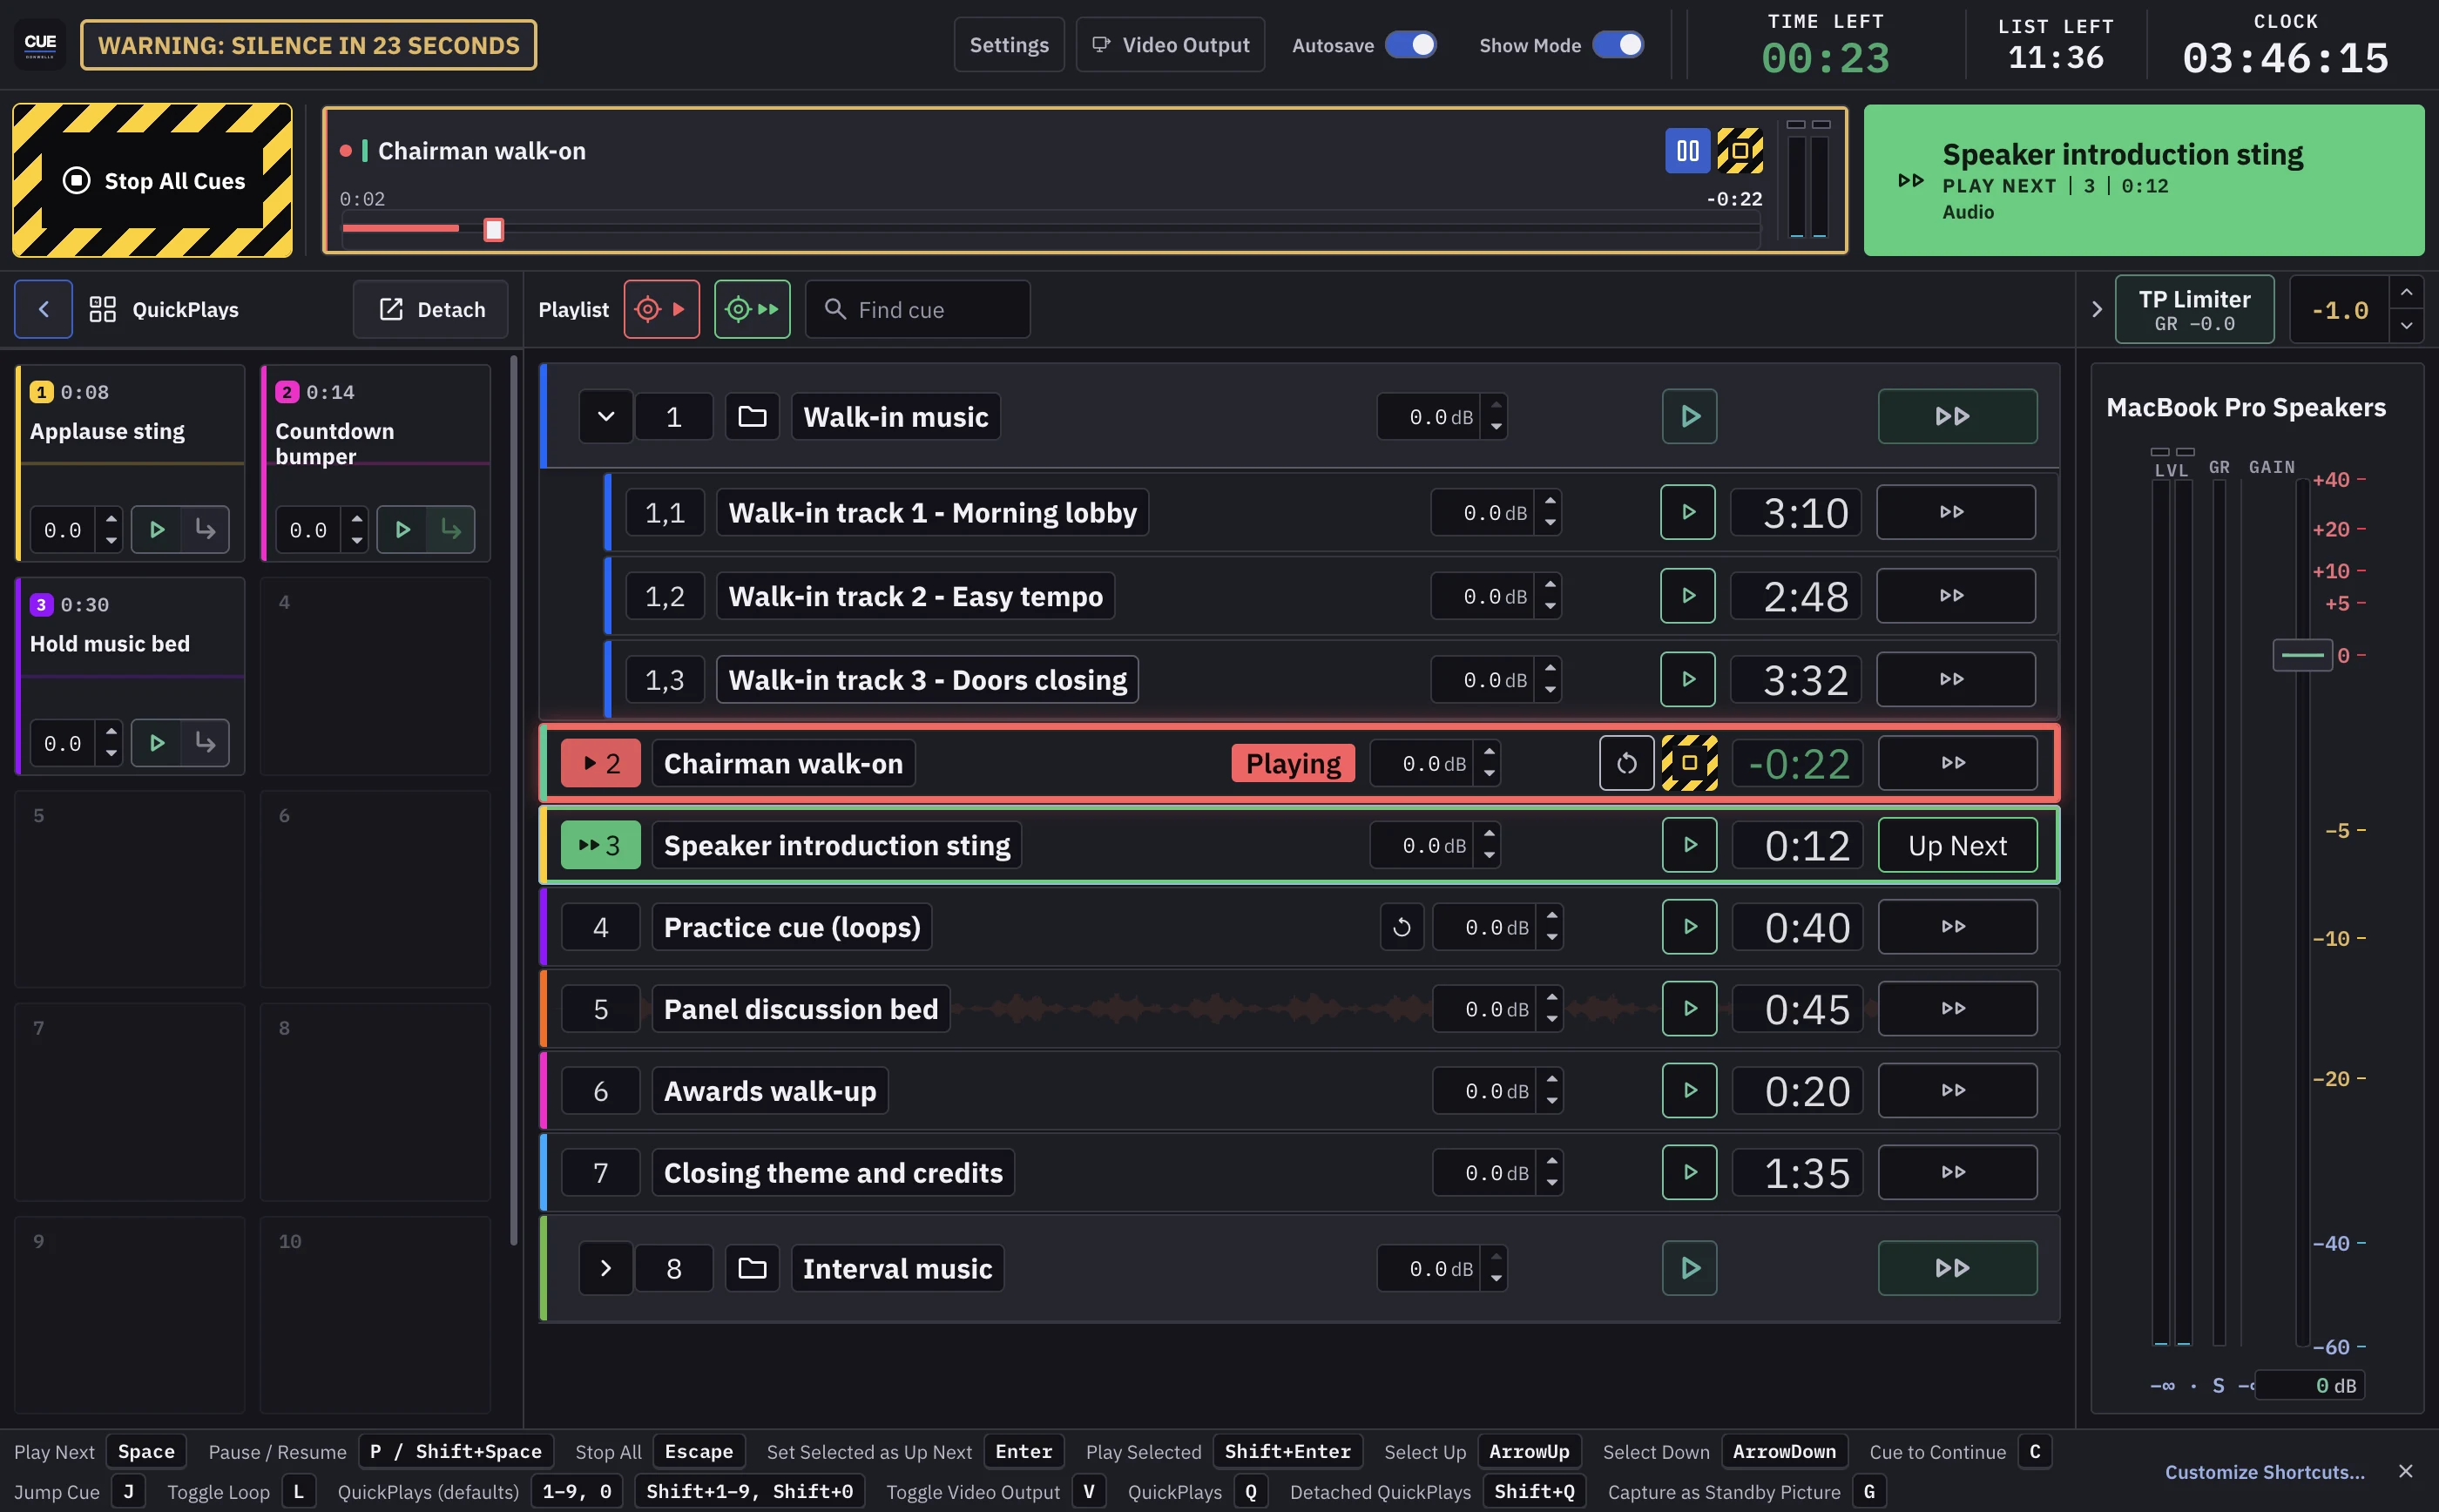 CUE
WARNING: SILENCE IN 23 SECONDS
Settings
Video Output
Autosave
Show Mode
TIME LEFT
00:23
LIST LEFT
11:36
CLOCK
03:46:15
Stop All Cues
Chairman walk-on
0:02
-0:22
Speaker introduction sting
PLAY NEXT | 3 | 0:12
Audio
QuickPlays
Detach
Playlist
Find cue
TP Limiter
GR -0.0
-1.0
1 0:08
Applause sting
0.0
2 0:14
Countdown
bumper
0.0
3 0:30
Hold music bed
0.0
4
5
6
7
8
9
10
1 Walk-in music 0.0 dB
1,1 Walk-in track 1 - Morning lobby 0.0 dB 3:10
1,2 Walk-in track 2 - Easy tempo 0.0 dB 2:48
1,3 Walk-in track 3 - Doors closing 0.0 dB 3:32
2 Chairman walk-on Playing 0.0 dB -0:22
3 Speaker introduction sting 0.0 dB 0:12 Up Next
4 Practice cue (loops) 0.0 dB 0:40
5 Panel discussion bed 0.0 dB 0:45
6 Awards walk-up 0.0 dB 0:20
7 Closing theme and credits 0.0 dB 1:35
8 Interval music 0.0 dB
MacBook Pro Speakers
LVL GR GAIN
+40
+20
+10
+5
0
-5
-10
-20
-40
-60
-∞ · S
0 dB
Play Next Space Pause / Resume P / Shift+Space Stop All Escape Set Selected as Up Next Enter Play Selected Shift+Enter Select Up ArrowUp Select Down ArrowDown Cue to Continue C
Jump Cue J Toggle Loop L QuickPlays (defaults) 1-9, 0 Shift+1-9, Shift+0 Toggle Video Output V QuickPlays Q Detached QuickPlays Shift+Q Capture as Standby Picture G
Customize Shortcuts...